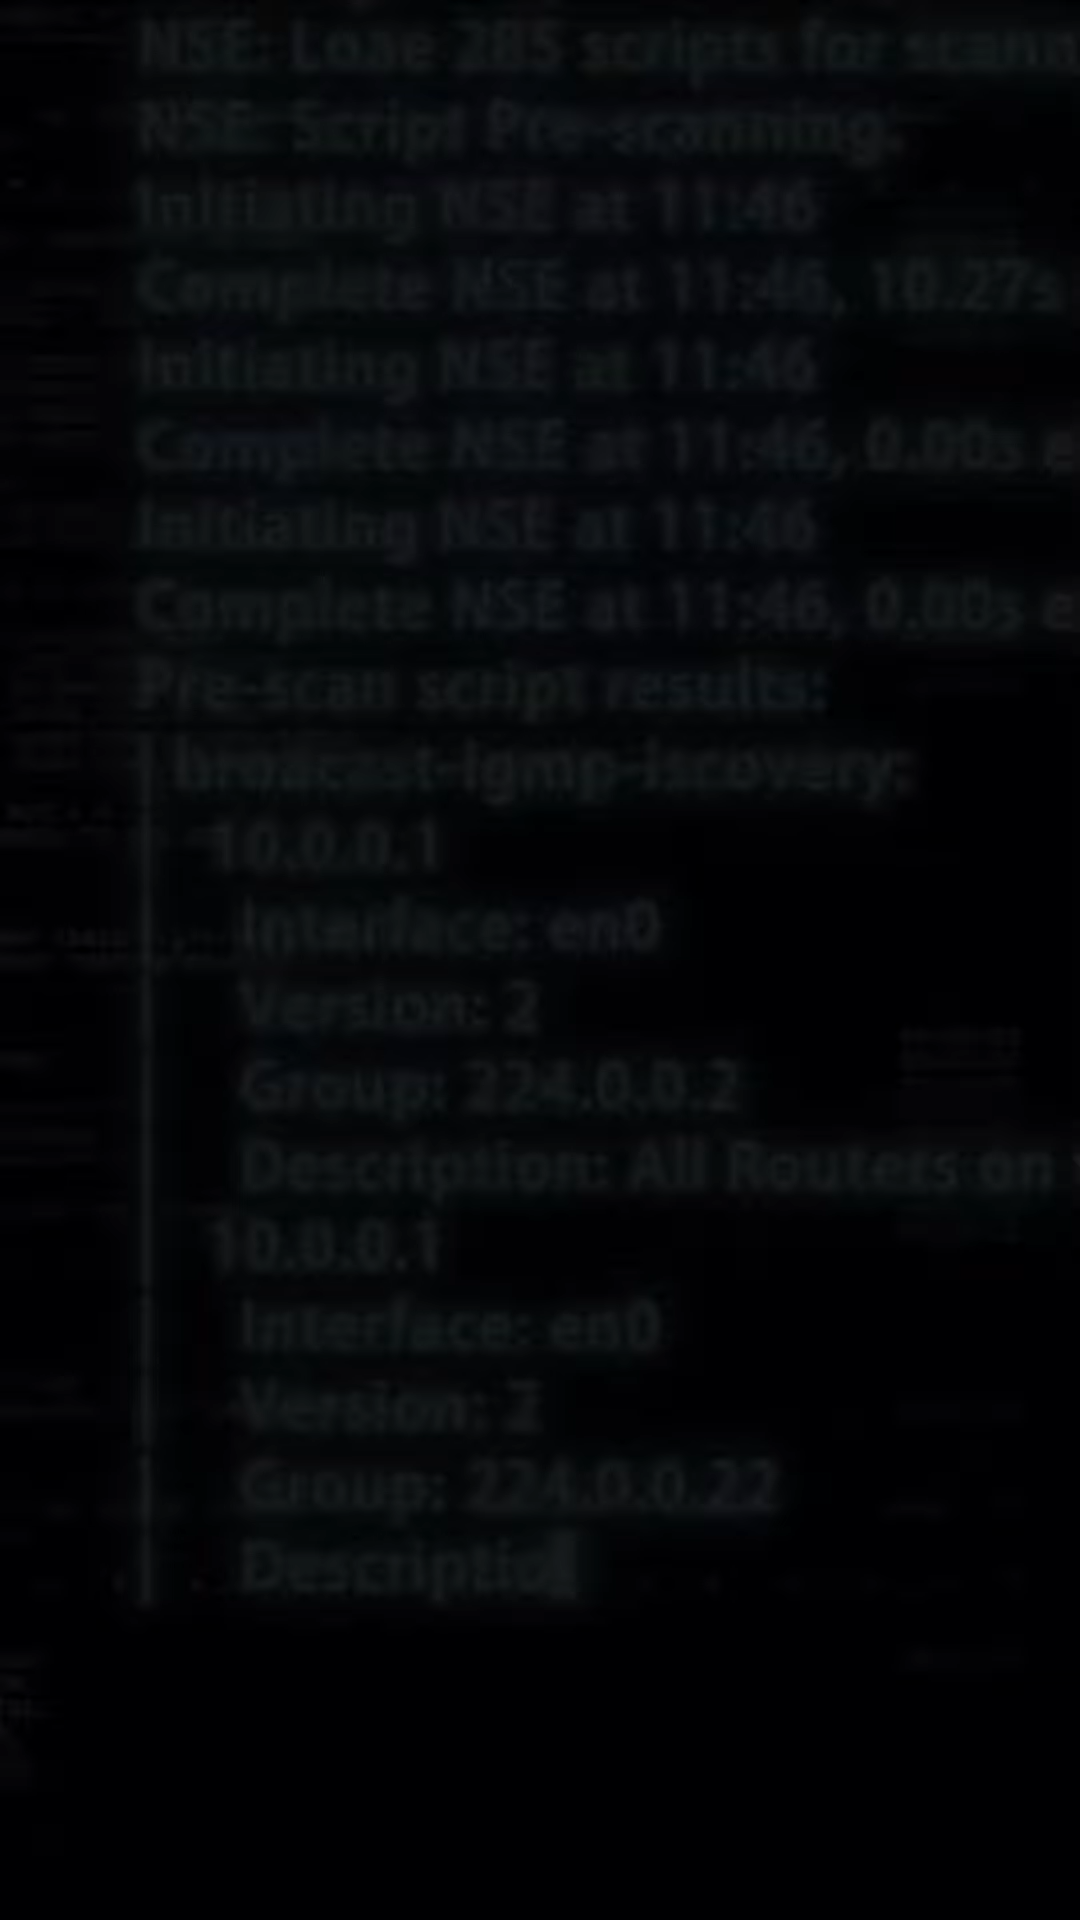 NSE: Loae 285 scripts for scann
NSE: Script Pre-scanning.
Initiating NSE at 11:46
Complete NSE at 11:46, 10.27s
Initiating NSE at 11:46
Complete NSE at 11:46, 0.00s e
Initiating NSE at 11:46
Complete NSE at 11:46, 0.00s e
Pre-scan script results:
| broacast-igmp-iscovery:
| 10.0.0.1
| Interface: en0
| Version: 2
| Group: 224.0.0.2
| Description: All Routers on
| 10.0.0.1
| Interface: en0
| Version: 2
| Group: 224.0.0.22
| Descriptio